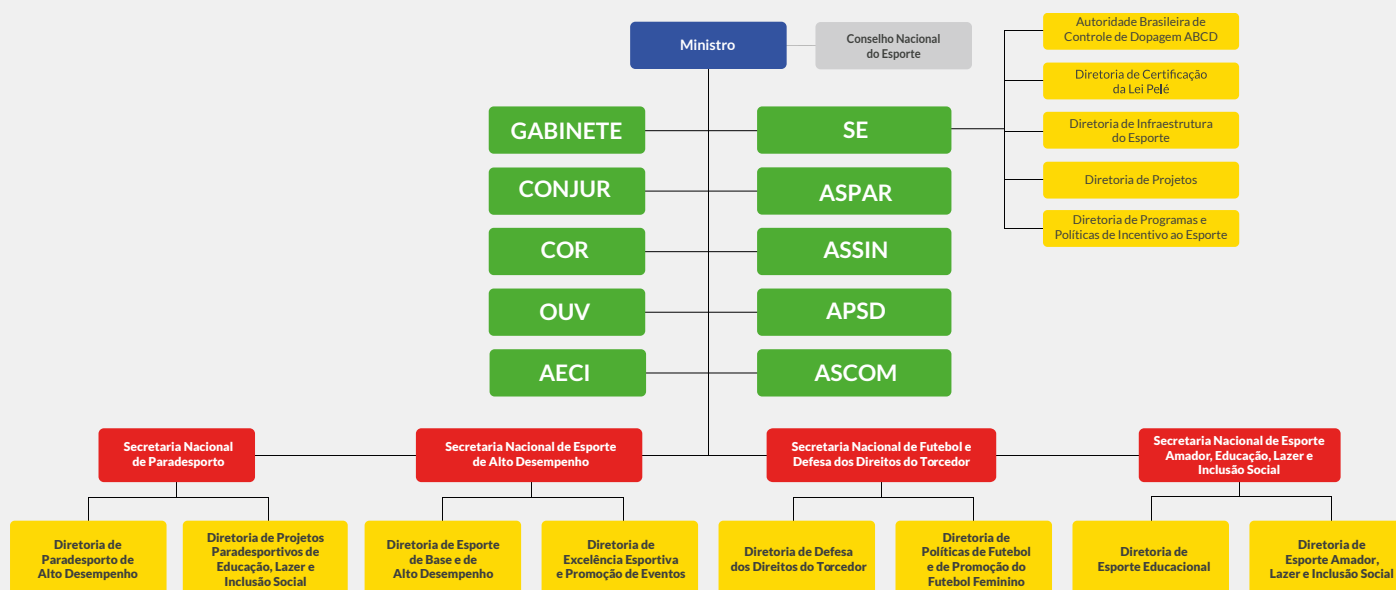 Ministro
Conselho Nacional
do Esporte
Autoridade Brasileira de
Controle de Dopagem ABCD
Diretoria de Certificação
da Lei Pelé
Diretoria de Infraestrutura
do Esporte
Diretoria de Projetos
Diretoria de Programas e
Políticas de Incentivo ao Esporte
GABINETE
SE
CONJUR
ASPAR
COR
ASSIN
OUV
APSD
AECI
ASCOM
Secretaria Nacional
de Paradesporto
Secretaria Nacional de Esporte
de Alto Desempenho
Secretaria Nacional de Futebol e
Defesa dos Direitos do Torcedor
Secretaria Nacional de Esporte
Amador, Educação, Lazer e
Inclusão Social
Diretoria de
Paradesporto de
Alto Desempenho
Diretoria de Projetos
Paradesportivos de
Educação, Lazer e
Inclusão Social
Diretoria de Esporte
de Base e de
Alto Desempenho
Diretoria de
Excelência Esportiva
e Promoção de Eventos
Diretoria de Defesa
dos Direitos do Torcedor
Diretoria de
Políticas de Futebol
e de Promoção do
Futebol Feminino
Diretoria de
Esporte Educacional
Diretoria de
Esporte Amador,
Lazer e Inclusão Social